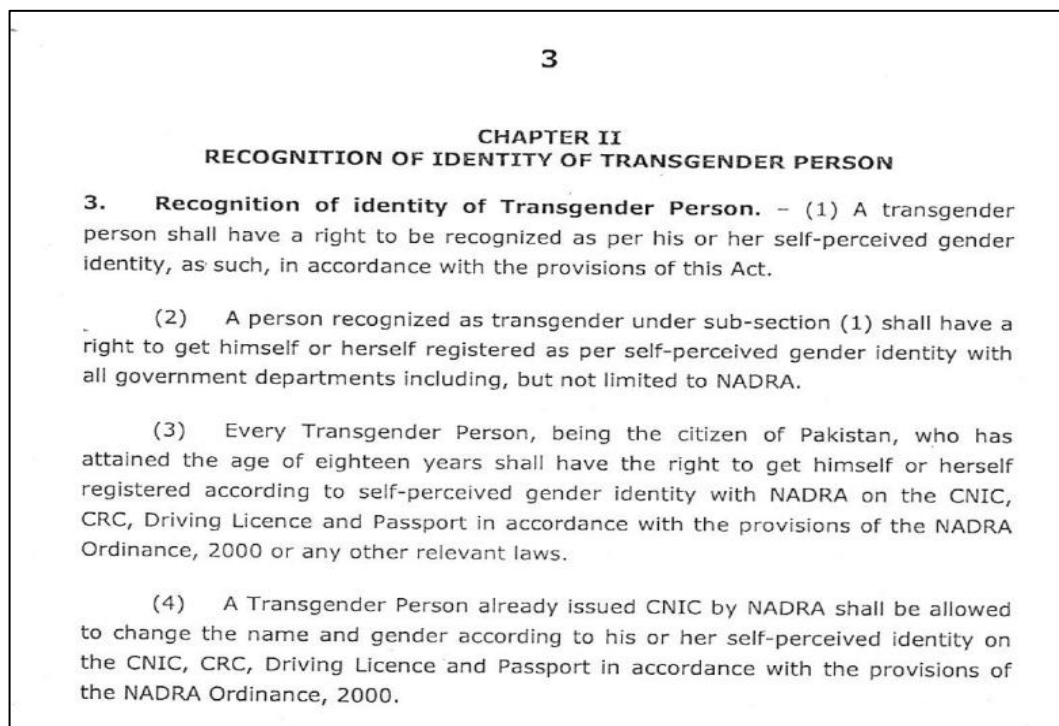 3
CHAPTER II
RECOGNITION OF IDENTITY OF TRANSGENDER PERSON
3. Recognition of identity of Transgender Person. – (1) A transgender
person shall have a right to be recognized as per his or her self-perceived gender
identity, as such, in accordance with the provisions of this Act.
(2) A person recognized as transgender under sub-section (1) shall have a
right to get himself or herself registered as per self-perceived gender identity with
all government departments including, but not limited to NADRA.
(3) Every Transgender Person, being the citizen of Pakistan, who has
attained the age of eighteen years shall have the right to get himself or herself
registered according to self-perceived gender identity with NADRA on the CNIC,
CRC, Driving Licence and Passport in accordance with the provisions of the NADRA
Ordinance, 2000 or any other relevant laws.
(4) A Transgender Person already issued CNIC by NADRA shall be allowed
to change the name and gender according to his or her self-perceived identity on
the CNIC, CRC, Driving Licence and Passport in accordance with the provisions of
the NADRA Ordinance, 2000.